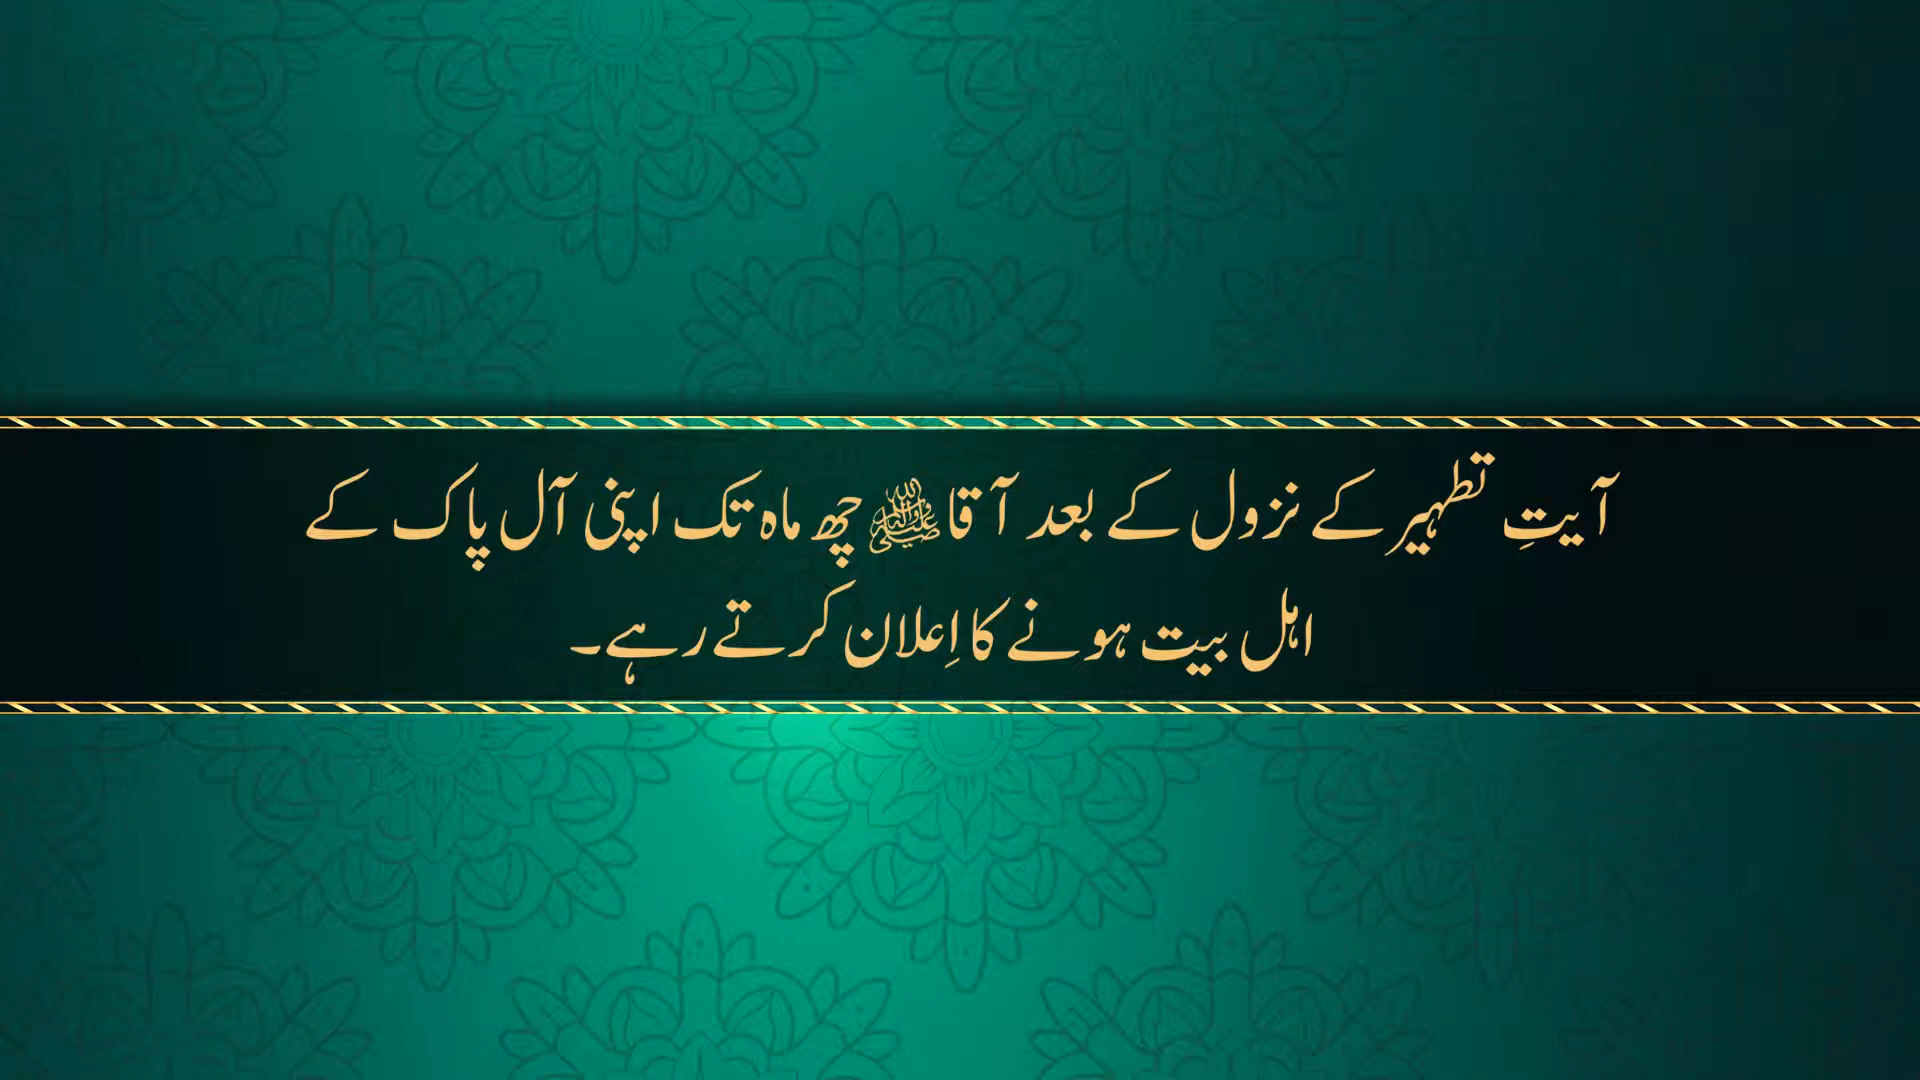 آیتِ تطہیر کے نزول کے بعد آقا ﷺ چھ ماہ تک اپنی آل پاک کے
اہل بیت ہونے کا اِعلان کرتے رہے۔